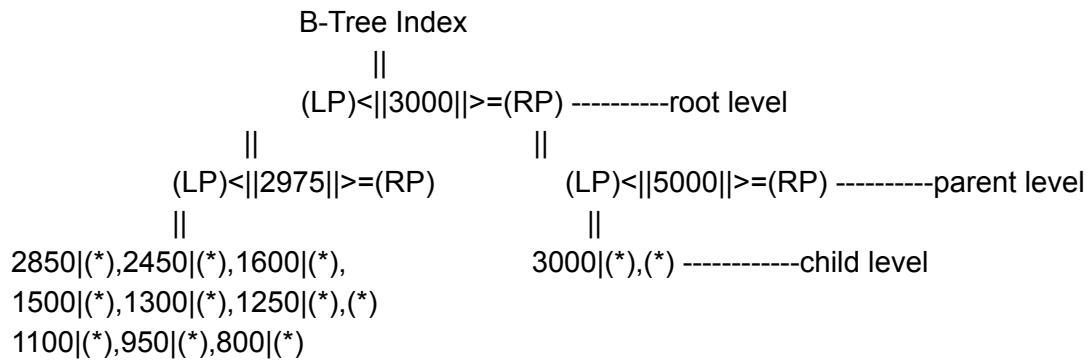 B-Tree Index
||
(LP)<||3000||>=(RP) ----------root level
|| ||
(LP)<||2975||>=(RP) (LP)<||5000||>=(RP) ----------parent level
|| ||
2850|(*),2450|(*),1600|(*), 3000|(*),(*) ------------child level
1500|(*),1300|(*),1250|(*),(*)
1100|(*),950|(*),800|(*)